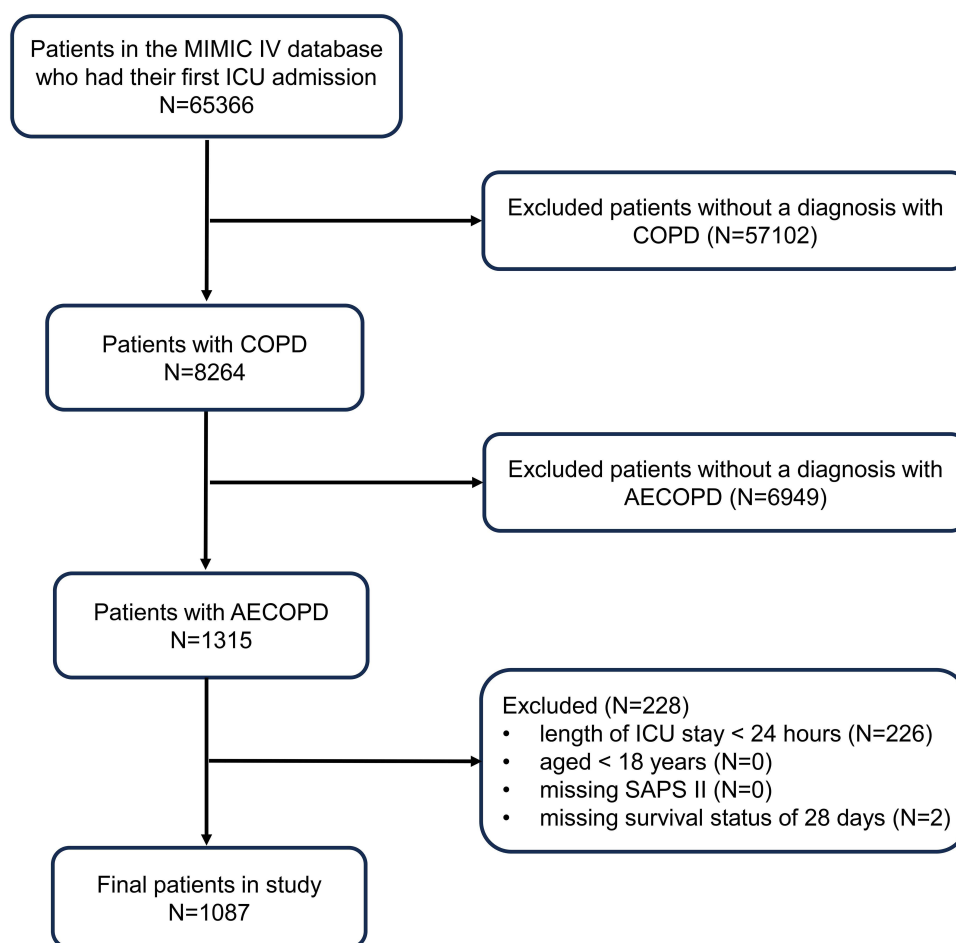 Patients in the MIMIC IV database
who had their first ICU admission
N=65366
Excluded patients without a diagnosis with
COPD (N=57102)
Patients with COPD
N=8264
Excluded patients without a diagnosis with
AECOPD (N=6949)
Patients with AECOPD
N=1315
Excluded (N=228)
• length of ICU stay < 24 hours (N=226)
• aged < 18 years (N=0)
• missing SAPS II (N=0)
• missing survival status of 28 days (N=2)
Final patients in study
N=1087